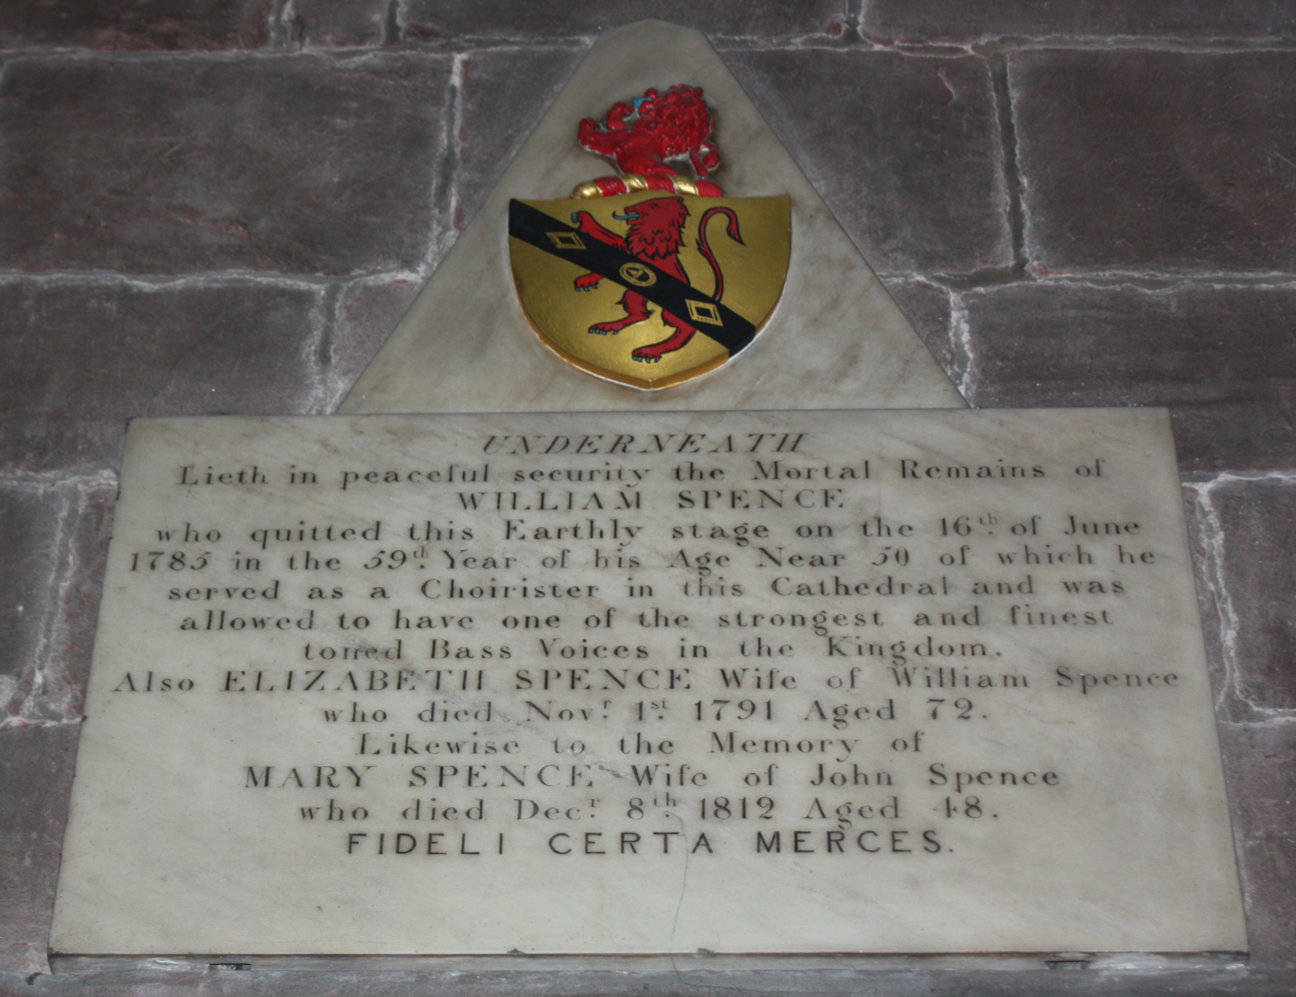 UNDERNEATH
Lieth in peaceful security the Mortal Remains of
WILLIAM SPENCE
who quitted this Earthly stage on the 16th. of June
1785 in the 59th. Year of his Age Near 50 of which he
served as a Choirister in this Cathedral and was
allowed to have one of the strongest and finest
toned Bass Voices in the Kingdom.
Also ELIZABETH SPENCE Wife of William Spence
who died Novr. 1st. 1791 Aged 72.
Likewise to the Memory of
MARY SPENCE Wife of John Spence
who died Decr. 8th. 1812 Aged 48.
FIDELI CERTA MERCES.